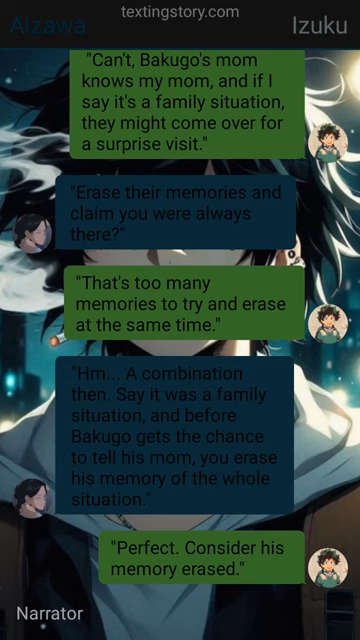 textingstory.com
Aizawa
Izuku
"Can't, Bakugo's mom
knows my mom, and if I
say it's a family situation,
they might come over for
a surprise visit."
"Erase their memories and
claim you were always
there?"
"That's too many
memories to try and erase
at the same time."
"Hm... A combination
then. Say it was a family
situation, and before
Bakugo gets the chance
to tell his mom, you erase
his memory of the whole
situation."
"Perfect. Consider his
memory erased."
Narrator